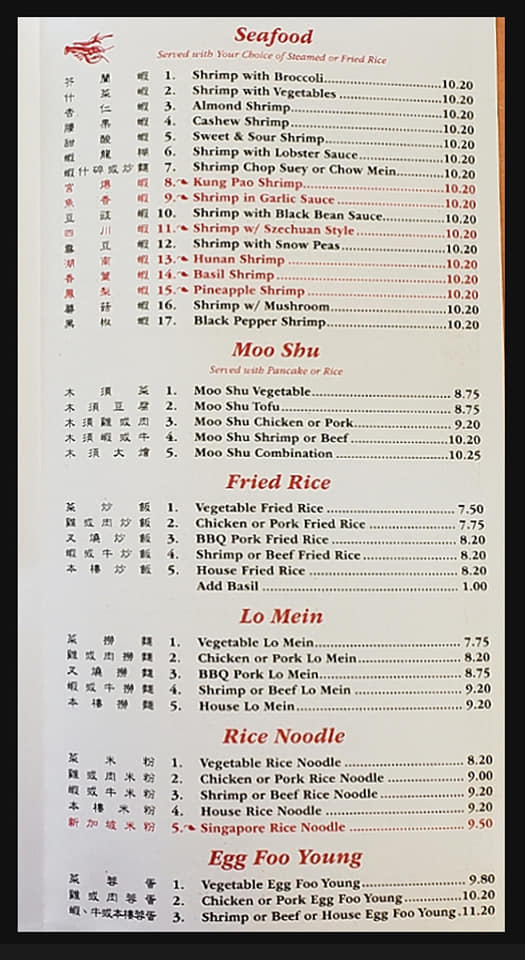 Seafood
Served with Your Choice of Steamed or Fried Rice
芥 蘭 蝦 1. Shrimp with Broccoli 10.20
什 菜 蝦 2. Shrimp with Vegetables 10.20
杏 仁 蝦 3. Almond Shrimp 10.20
腰 果 蝦 4. Cashew Shrimp 10.20
甜 酸 蝦 5. Sweet & Sour Shrimp 10.20
蝦 龍 糊 6. Shrimp with Lobster Sauce 10.20
蝦 什 碎 或 炒 麵 7. Shrimp Chop Suey or Chow Mein 10.20
宮 爆 蝦 8. Kung Pao Shrimp 10.20
魚 香 蝦 9. Shrimp in Garlic Sauce 10.20
豆 豉 蝦 10. Shrimp with Black Bean Sauce 10.20
四 川 蝦 11. Shrimp w/ Szechuan Style 10.20
雪 豆 蝦 12. Shrimp with Snow Peas 10.20
湖 南 蝦 13. Hunan Shrimp 10.20
香 葉 蝦 14. Basil Shrimp 10.20
鳳 梨 蝦 15. Pineapple Shrimp 10.20
蘑 菇 蝦 16. Shrimp w/ Mushroom 10.20
黑 椒 蝦 17. Black Pepper Shrimp 10.20
Moo Shu
Served with Pancake or Rice
木 須 菜 1. Moo Shu Vegetable 8.75
木 須 豆 腐 2. Moo Shu Tofu 8.75
木 須 雞 或 肉 3. Moo Shu Chicken or Pork 9.20
木 須 蝦 或 牛 4. Moo Shu Shrimp or Beef 10.20
木 須 大 燴 5. Moo Shu Combination 10.25
Fried Rice
菜 炒 飯 1. Vegetable Fried Rice 7.50
雞 或 肉 炒 飯 2. Chicken or Pork Fried Rice 7.75
叉 燒 炒 飯 3. BBQ Pork Fried Rice 8.20
蝦 或 牛 炒 飯 4. Shrimp or Beef Fried Rice 8.20
本 樓 炒 飯 5. House Fried Rice 8.20
Add Basil 1.00
Lo Mein
菜 撈 麵 1. Vegetable Lo Mein 7.75
雞 或 肉 撈 麵 2. Chicken or Pork Lo Mein 8.20
叉 燒 撈 麵 3. BBQ Pork Lo Mein 8.75
蝦 或 牛 撈 麵 4. Shrimp or Beef Lo Mein 9.20
本 樓 撈 麵 5. House Lo Mein 9.20
Rice Noodle
菜 米 粉 1. Vegetable Rice Noodle 8.20
雞 或 肉 米 粉 2. Chicken or Pork Rice Noodle 9.00
蝦 或 牛 米 粉 3. Shrimp or Beef Rice Noodle 9.20
本 樓 米 粉 4. House Rice Noodle 9.20
新 加 坡 米 粉 5. Singapore Rice Noodle 9.50
Egg Foo Young
菜 蓉 蛋 1. Vegetable Egg Foo Young 9.80
雞 或 肉 蓉 蛋 2. Chicken or Pork Egg Foo Young 10.20
蝦、牛或本樓蓉蛋 3. Shrimp or Beef or House Egg Foo Young 11.20